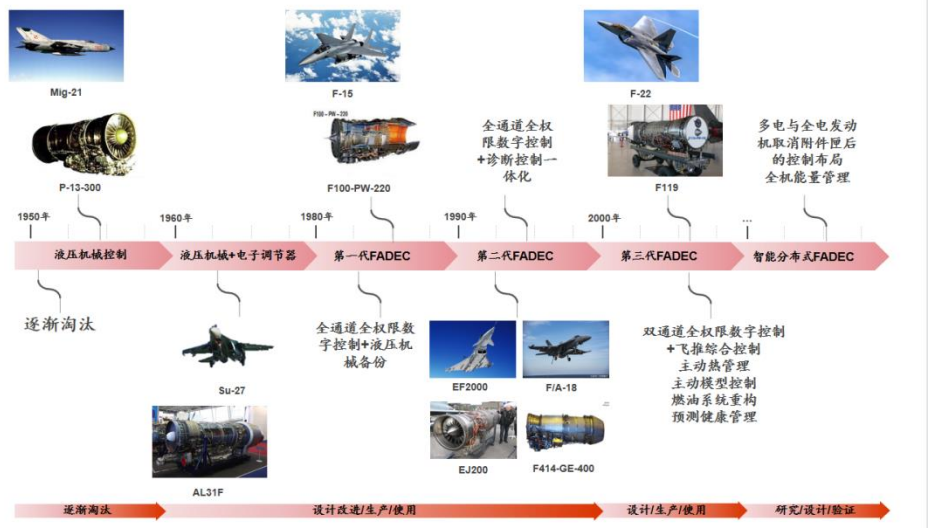 Mig-21
F-15
F-22
F100-PW-220
P-13-300
F100-PW-220
全通道全权
限数字控制
+诊断控制一
体化
F119
多电与全电发动
机取消附件匣后
的控制布局
全机能量管理
1950年
1960年
1980年
1990年
2000年
...
液压机械控制
液压机械+电子调节器
第一代FADEC
第二代FADEC
第三代FADEC
智能分布式FADEC
逐渐淘汰
Su-27
AL31F
全通道全权限数
字控制+液压机
械备份
EF2000
F/A-18
EJ200
F414-GE-400
双通道全权限数字控制
+飞推综合控制
主动热管理
主动模型控制
燃油系统重构
预测健康管理
逐渐淘汰
设计改进/生产/使用
设计/生产/使用
研究/设计/验证